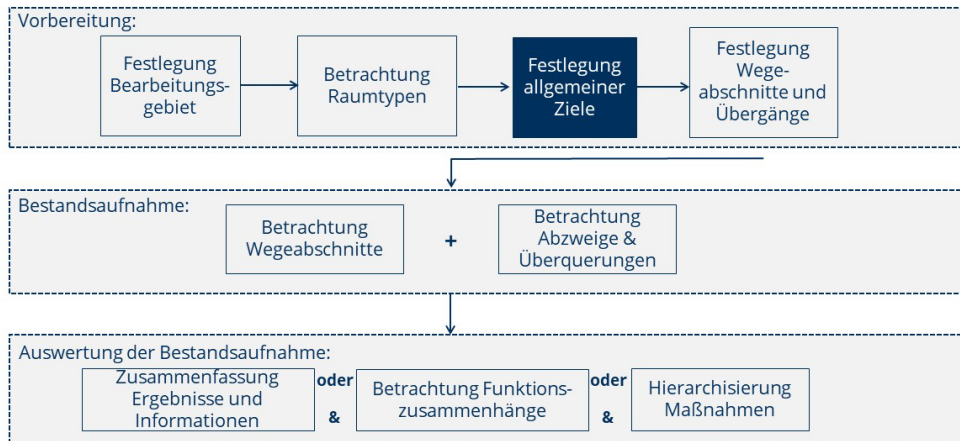 Vorbereitung:
Festlegung
Bearbeitungs-
gebiet
Betrachtung
Raumtypen
Festlegung
allgemeiner
Ziele
Festlegung
Wege-
abschnitte und
Übergänge
Bestandsaufnahme:
Betrachtung
Wegeabschnitte
+
Betrachtung
Abzweige &
Überquerungen
Auswertung der Bestandsaufnahme:
Zusammenfassung
Ergebnisse und
Informationen
oder
&
Betrachtung Funktions-
zusammenhänge
oder
&
Hierarchisierung
Maßnahmen